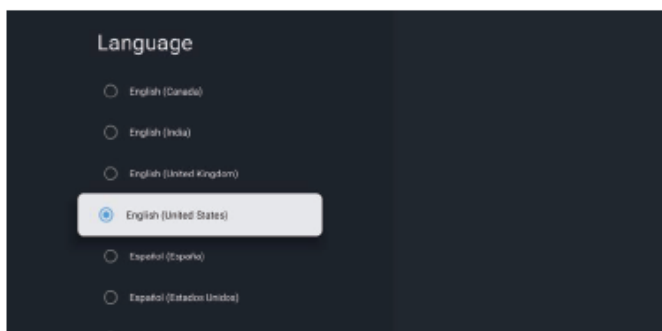 Language
English (Canada)
English (India)
English (United Kingdom)
English (United States)
Español (España)
Español (Estados Unidos)